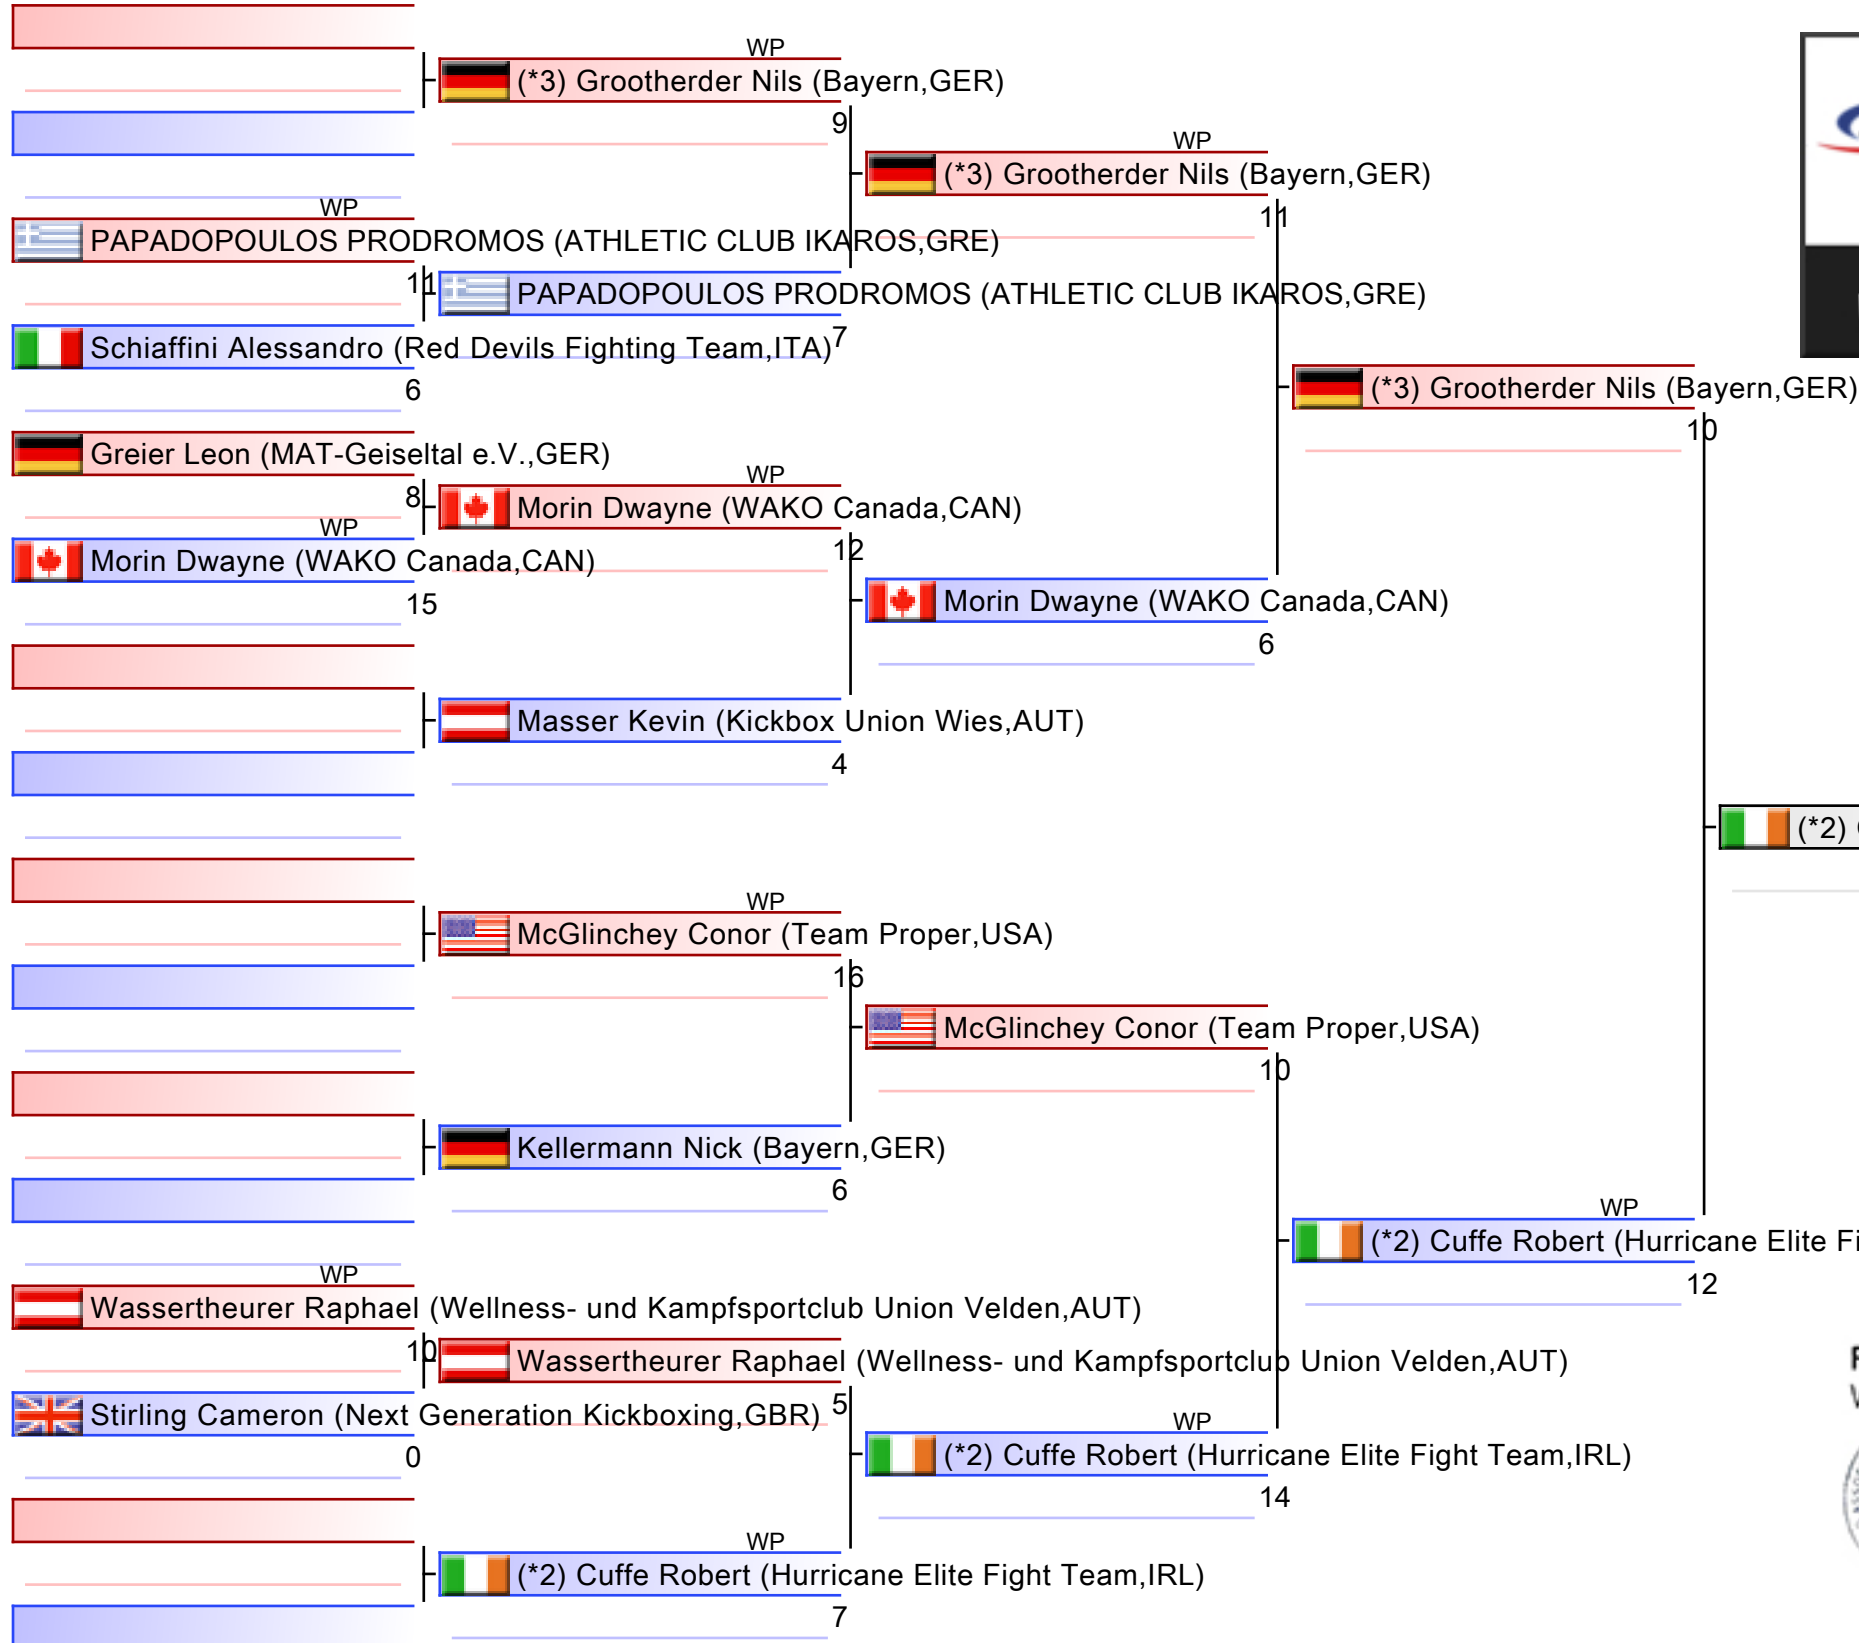 WP
(*3) Grootherder Nils (Bayern,GER)
9
WP
(*3) Grootherder Nils (Bayern,GER)
11
WP
PAPADOPOULOS PRODROMOS (ATHLETIC CLUB IKAROS,GRE)
11
PAPADOPOULOS PRODROMOS (ATHLETIC CLUB IKAROS,GRE)
7
Schiaffini Alessandro (Red Devils Fighting Team,ITA)
6
(*3) Grootherder Nils (Bayern,GER)
10
Greier Leon (MAT-Geiseltal e.V.,GER)
8
WP
Morin Dwayne (WAKO Canada,CAN)
12
WP
Morin Dwayne (WAKO Canada,CAN)
15
Morin Dwayne (WAKO Canada,CAN)
6
Masser Kevin (Kickbox Union Wies,AUT)
4
(*2)
WP
McGlinchey Conor (Team Proper,USA)
16
McGlinchey Conor (Team Proper,USA)
10
Kellermann Nick (Bayern,GER)
6
WP
(*2) Cuffe Robert (Hurricane Elite Fi
12
WP
Wassertheurer Raphael (Wellness- und Kampfsportclub Union Velden,AUT)
10
Wassertheurer Raphael (Wellness- und Kampfsportclub Union Velden,AUT)
5
Stirling Cameron (Next Generation Kickboxing,GBR)
0
WP
(*2) Cuffe Robert (Hurricane Elite Fight Team,IRL)
14
WP
(*2) Cuffe Robert (Hurricane Elite Fight Team,IRL)
7